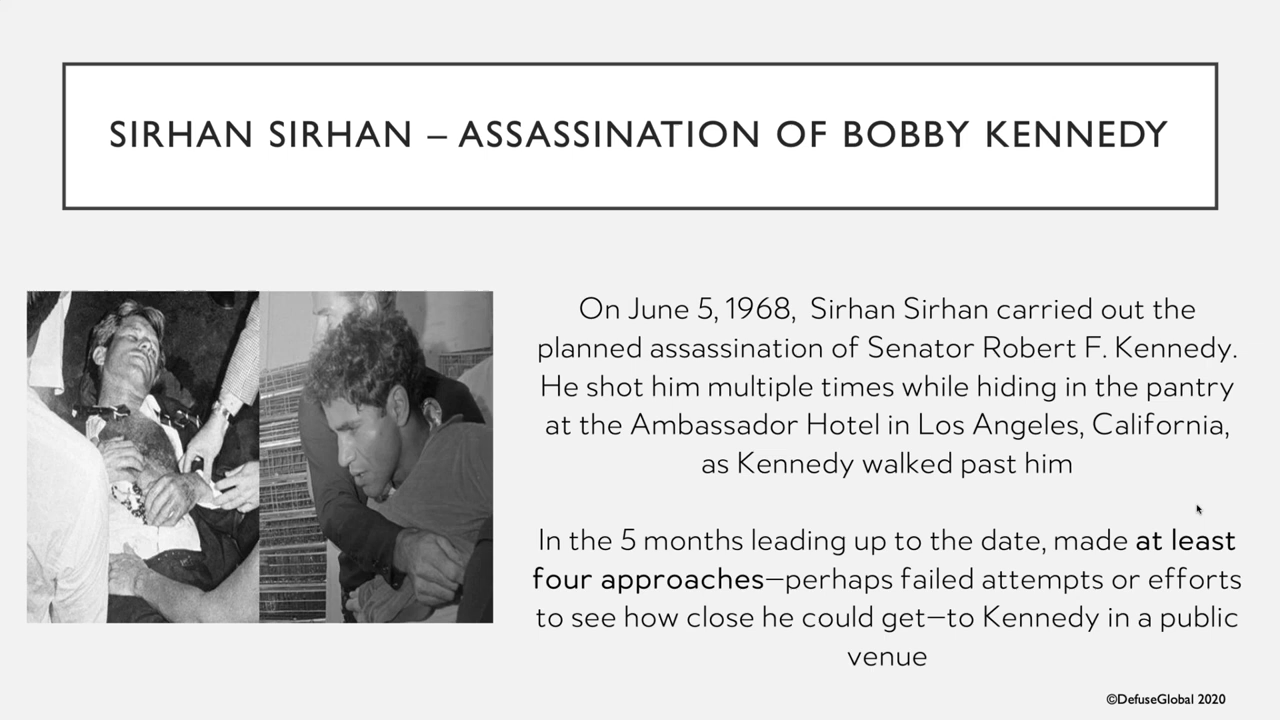 SIRHAN SIRHAN – ASSASSINATION OF BOBBY KENNEDY
On June 5, 1968,  Sirhan Sirhan carried out the
planned assassination of Senator Robert F. Kennedy.
He shot him multiple times while hiding in the pantry
at the Ambassador Hotel in Los Angeles, California,
as Kennedy walked past him
In the 5 months leading up to the date, made at least
four approaches—perhaps failed attempts or efforts
to see how close he could get—to Kennedy in a public
venue
©DefuseGlobal 2020